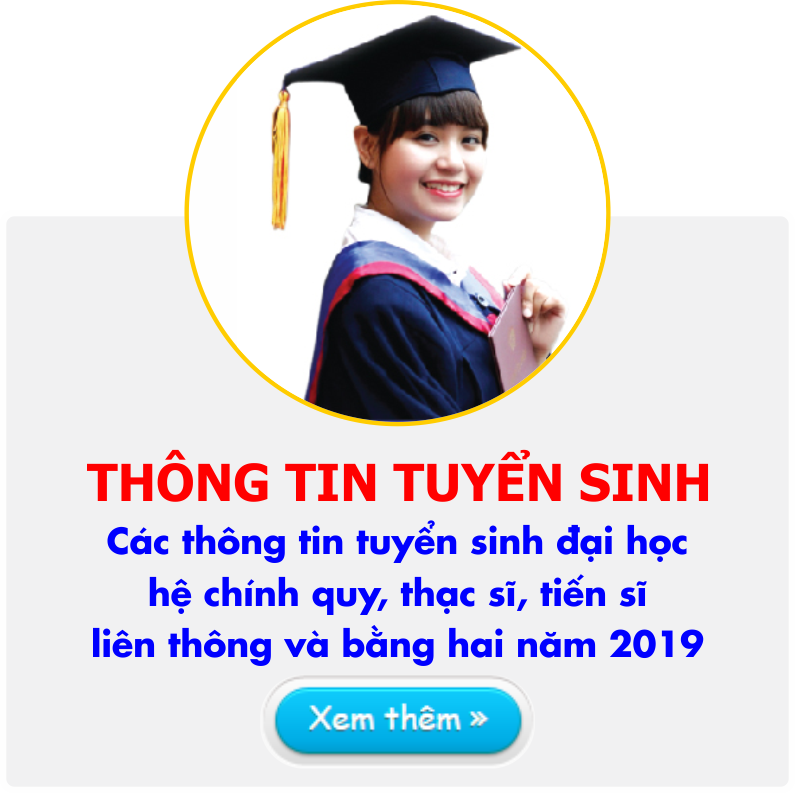 THÔNG TIN TUYỂN SINH
Các thông tin tuyển sinh đại học
hệ chính quy, thạc sĩ, tiến sĩ
liên thông và bằng hai năm 2019
Xem thêm »